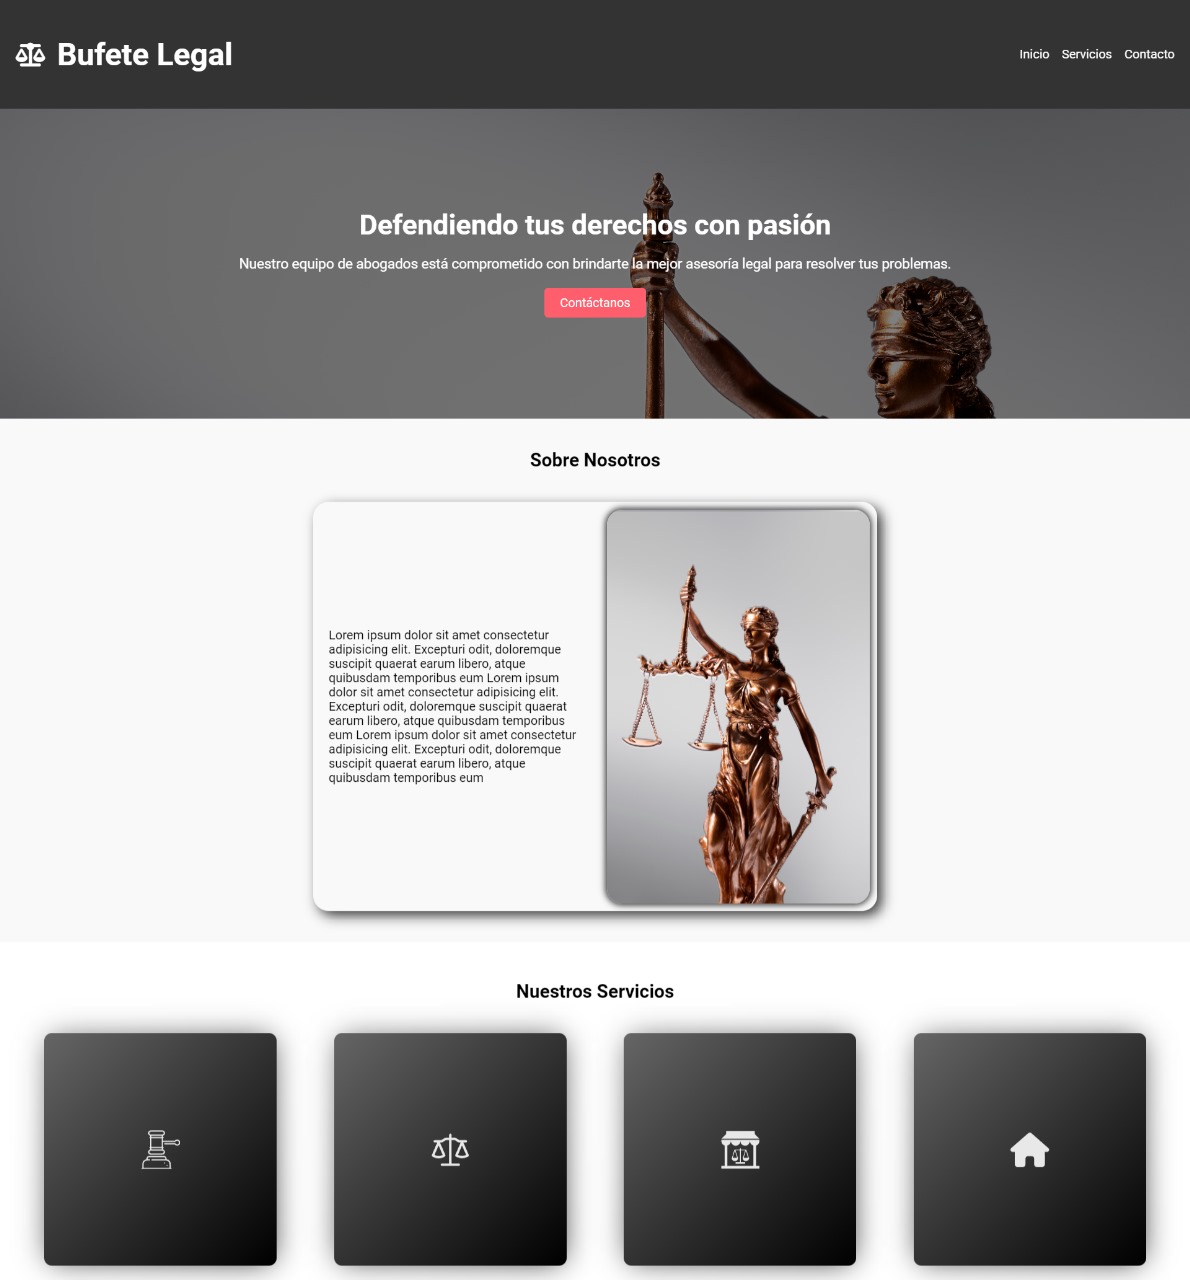 Bufete Legal
Inicio Servicios Contacto
Defendiendo tus derechos con pasión
Nuestro equipo de abogados está comprometido con brindarte la mejor asesoría legal para resolver tus problemas.
Contáctanos
Sobre Nosotros
Lorem ipsum dolor sit amet consectetur
adipisicing elit. Excepturi odit, doloremque
suscipit quaerat earum libero, atque
quibusdam temporibus eum Lorem ipsum
dolor sit amet consectetur adipisicing elit.
Excepturi odit, doloremque suscipit quaerat
earum libero, atque quibusdam temporibus
eum Lorem ipsum dolor sit amet consectetur
adipisicing elit. Excepturi odit, doloremque
suscipit quaerat earum libero, atque
quibusdam temporibus eum
Nuestros Servicios